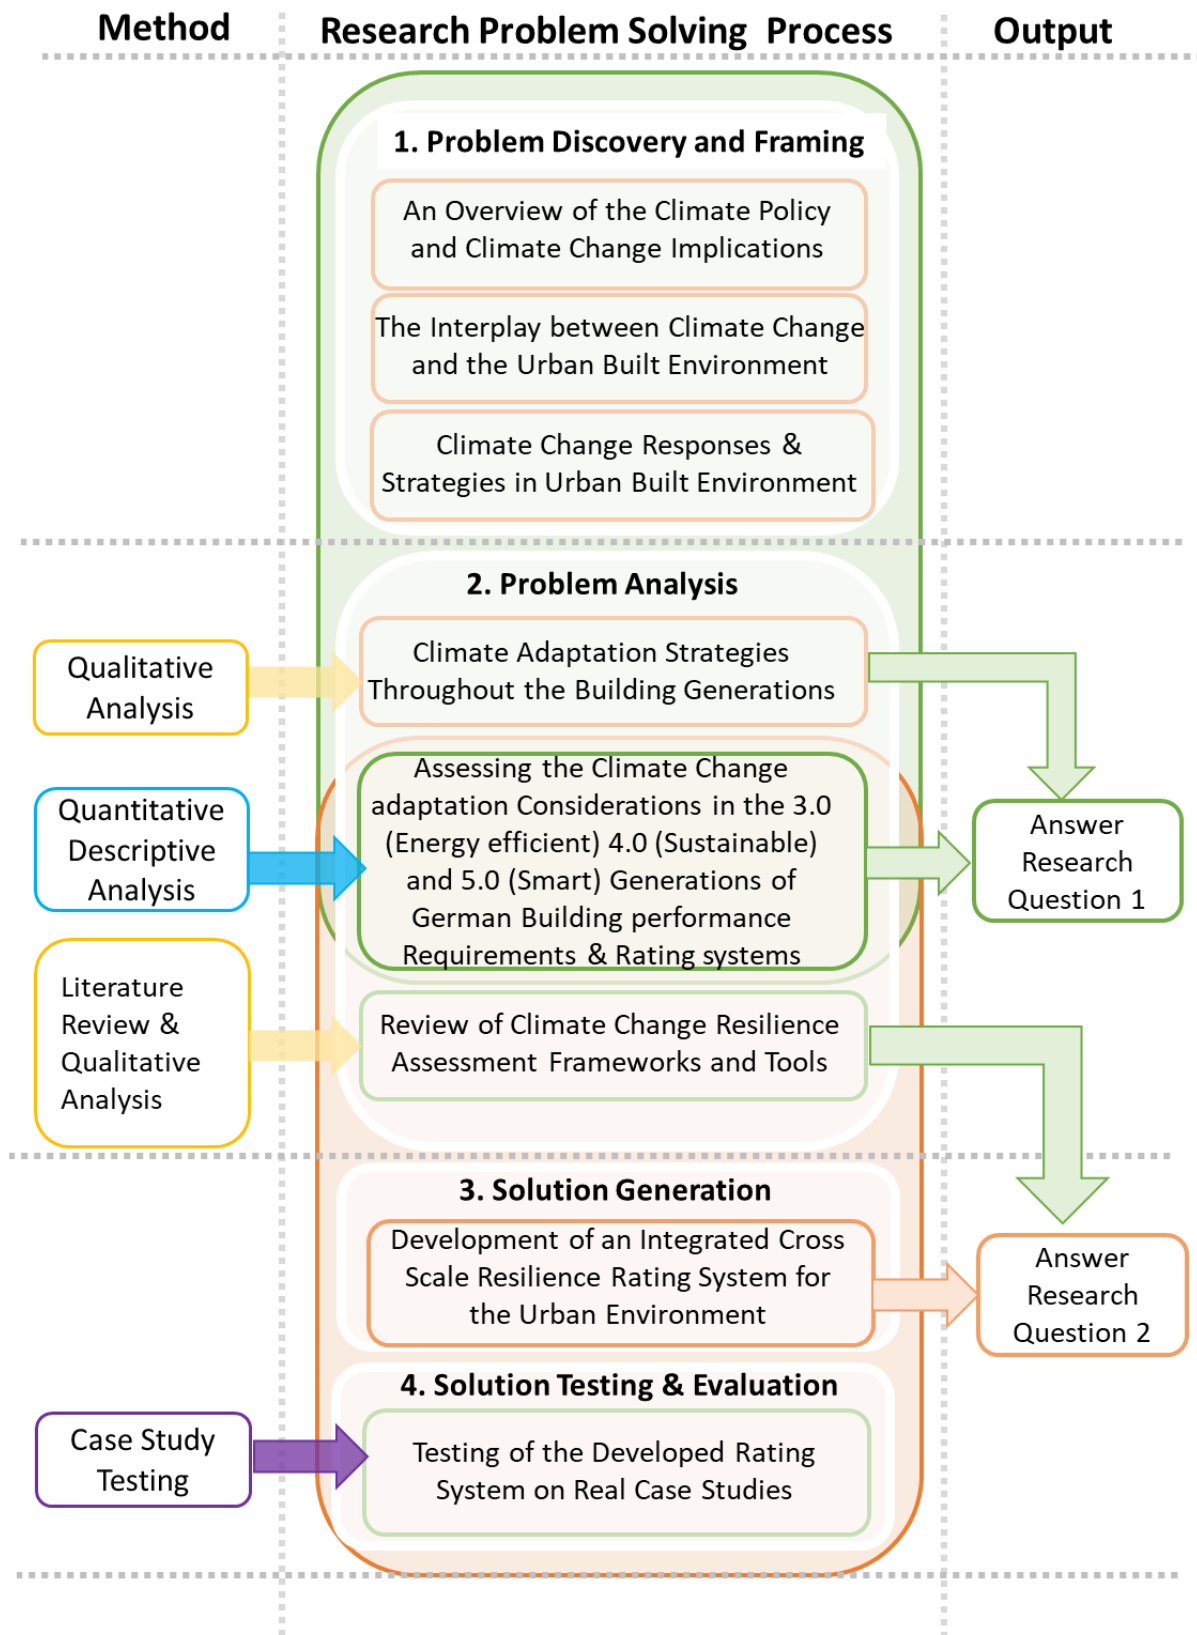 Method
Research Problem Solving Process
Output
1. Problem Discovery and Framing
An Overview of the Climate Policy
and Climate Change Implications
The Interplay between Climate Change
and the Urban Built Environment
Climate Change Responses &
Strategies in Urban Built Environment
2. Problem Analysis
Qualitative
Analysis
Climate Adaptation Strategies
Throughout the Building Generations
Quantitative
Descriptive
Analysis
Assessing the Climate Change
adaptation Considerations in the 3.0
(Energy efficient) 4.0 (Sustainable)
and 5.0 (Smart) Generations of
German Building performance
Requirements & Rating systems
Answer
Research
Question 1
Literature
Review &
Qualitative
Analysis
Review of Climate Change Resilience
Assessment Frameworks and Tools
3. Solution Generation
Development of an Integrated Cross
Scale Resilience Rating System for
the Urban Environment
Answer
Research
Question 2
4. Solution Testing & Evaluation
Case Study
Testing
Testing of the Developed Rating
System on Real Case Studies